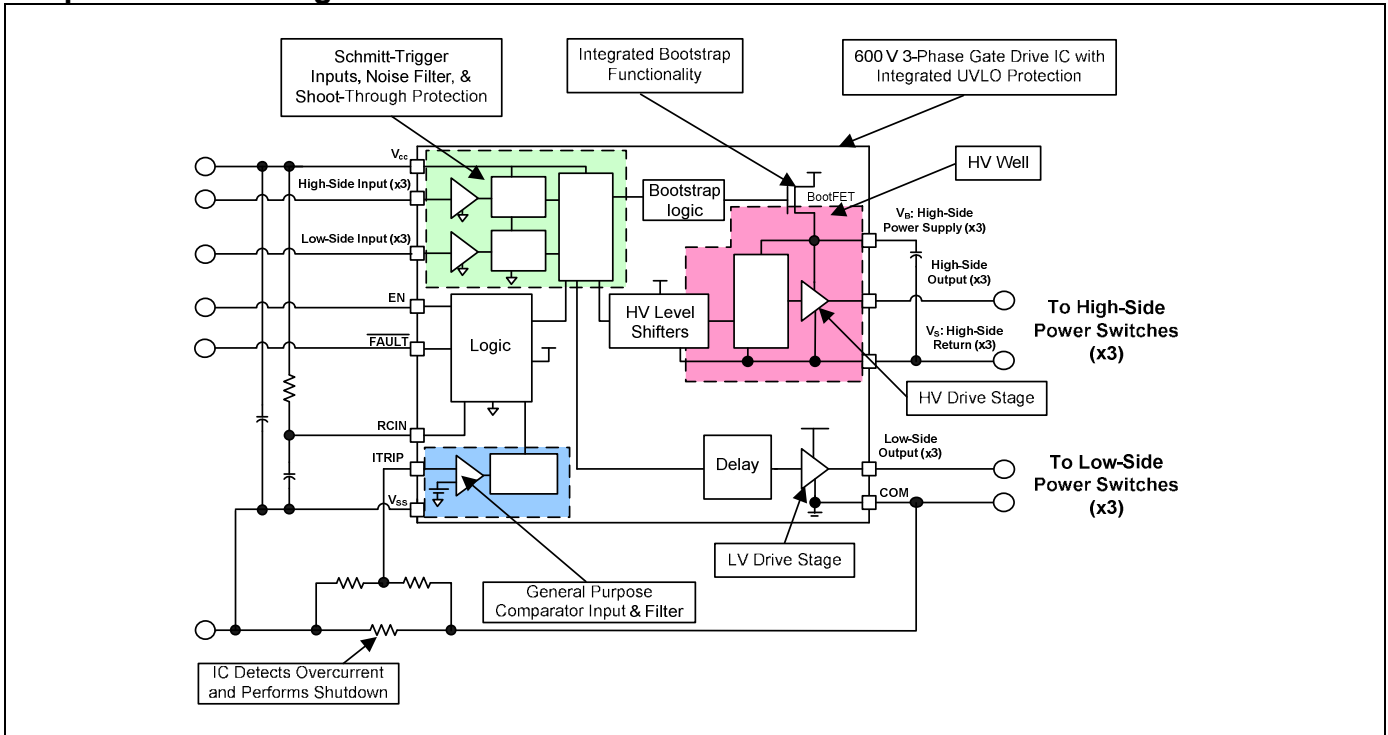 Schmitt-Trigger
Inputs, Noise Filter, &
Shoot-Through Protection
Integrated Bootstrap
Functionality
600 V 3-Phase Gate Drive IC with
Integrated UVLO Protection
HV Well
Vcc
High-Side Input (x3)
Low-Side Input (x3)
EN
FAULT
RCIN
ITRIP
VSS
Bootstrap
logic
BootFET
HV Level
Shifters
Logic
Delay
VB: High-Side
Power Supply (x3)
High-Side
Output (x3)
VS: High-Side
Return (x3)
To High-Side
Power Switches
(x3)
HV Drive Stage
Low-Side
Output (x3)
COM
To Low-Side
Power Switches
(x3)
LV Drive Stage
General Purpose
Comparator Input & Filter
IC Detects Overcurrent
and Performs Shutdown